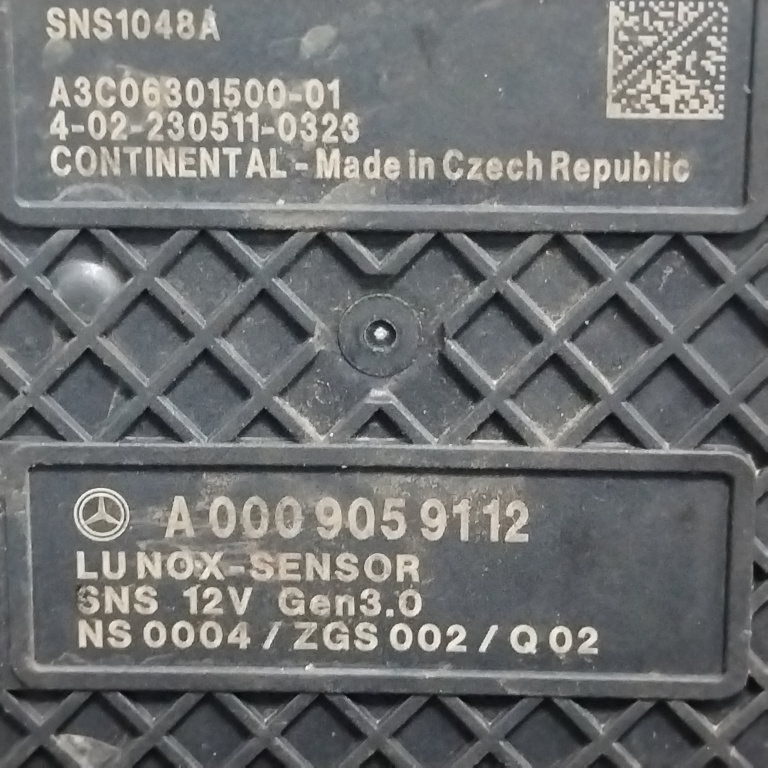 SNS1048A
A3C06301500-01
4-02-230511-0323
CONTINENTAL - Made in Czech Republic
A 000 905 9112
LU NOX-SENSOR
SNS 12V Gen3.0
NS 0004 / ZGS 002 / Q 02